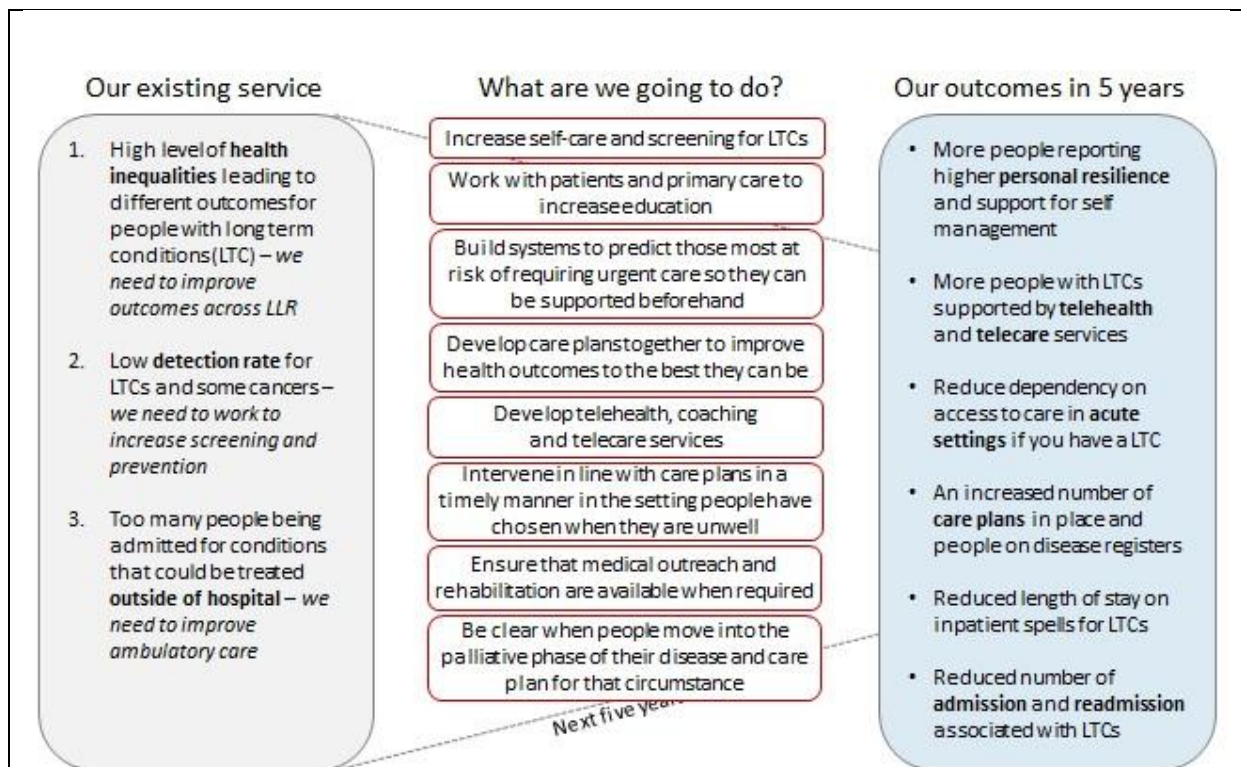 Our existing service
1. High level of health
inequalities leading to
different outcomes for
people with long term
conditions (LTC) – we
need to improve
outcomes across LLR
2. Low detection rate for
LTCs and some cancers –
we need to work to
increase screening and
prevention
3. Too many people being
admitted for conditions
that could be treated
outside of hospital – we
need to improve
ambulatory care
What are we going to do?
Increase self-care and screening for LTCs
Work with patients and primary care to
increase education
Build systems to predict those most at
risk of requiring urgent care so they can
be supported beforehand
Develop care plans together to improve
health outcomes to the best they can be
Develop telehealth, coaching
and telecare services
Intervene in line with care plans in a
timely manner in the setting people have
chosen when they are unwell
Ensure that medical outreach and
rehabilitation are available when required
Be clear when people move into the
palliative phase of their disease and care
plan for that circumstance
Next five years
Our outcomes in 5 years
• More people reporting
higher personal resilience
and support for self
management
• More people with LTCs
supported by telehealth
and telecare services
• Reduce dependency on
access to care in acute
settings if you have a LTC
• An increased number of
care plans in place and
people on disease registers
• Reduced length of stay on
inpatient spells for LTCs
• Reduced number of
admission and readmission
associated with LTCs